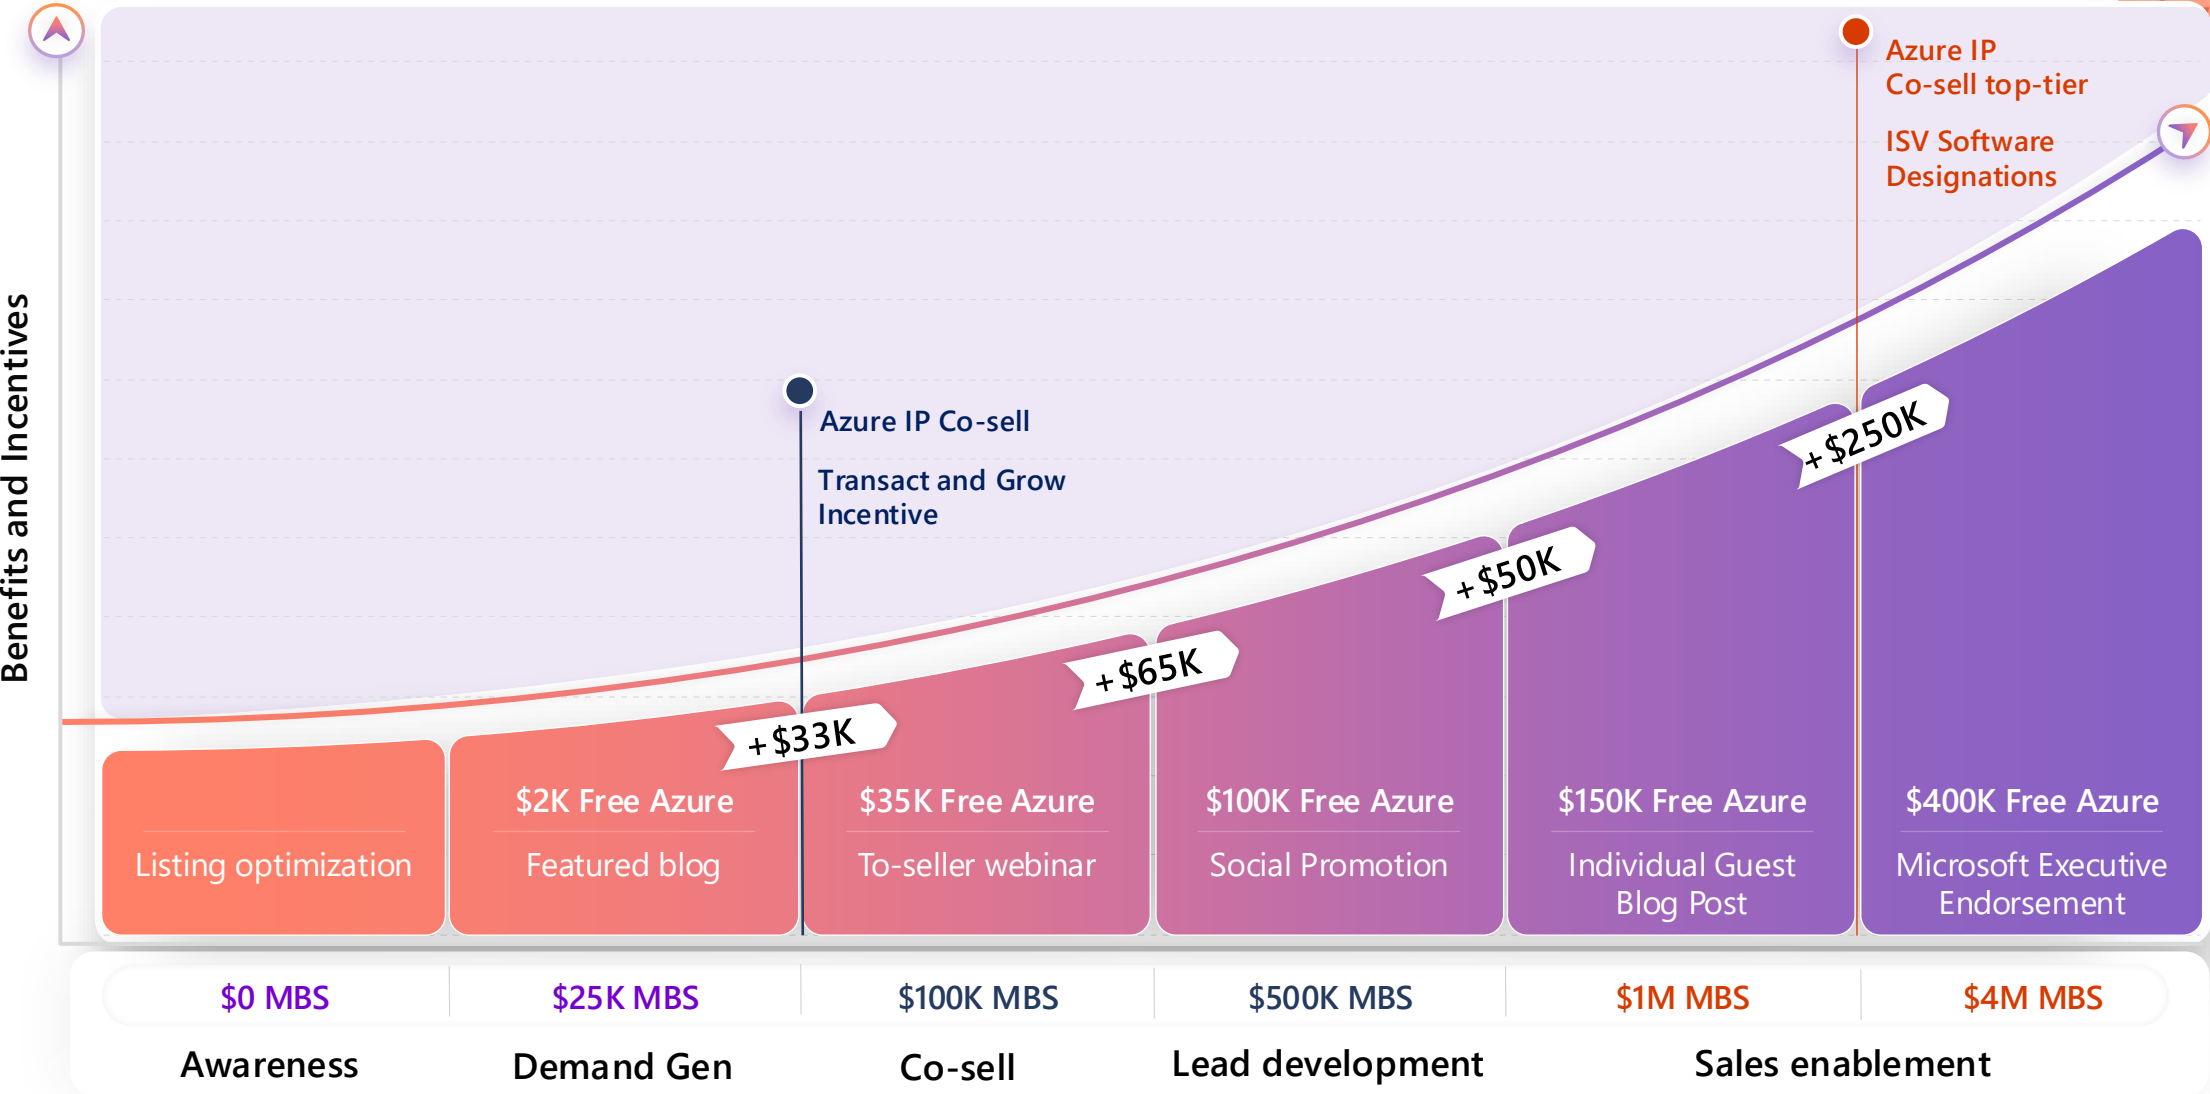 Benefits and Incentives
Azure IP
Co-sell top-tier
ISV Software
Designations
Azure IP Co-sell
Transact and Grow
Incentive
+$33K
+$65K
+$50K
+$250K
Listing optimization
$2K Free Azure
Featured blog
$35K Free Azure
To-seller webinar
$100K Free Azure
Social Promotion
$150K Free Azure
Individual Guest
Blog Post
$400K Free Azure
Microsoft Executive
Endorsement
$0 MBS
$25K MBS
$100K MBS
$500K MBS
$1M MBS
$4M MBS
Awareness
Demand Gen
Co-sell
Lead development
Sales enablement